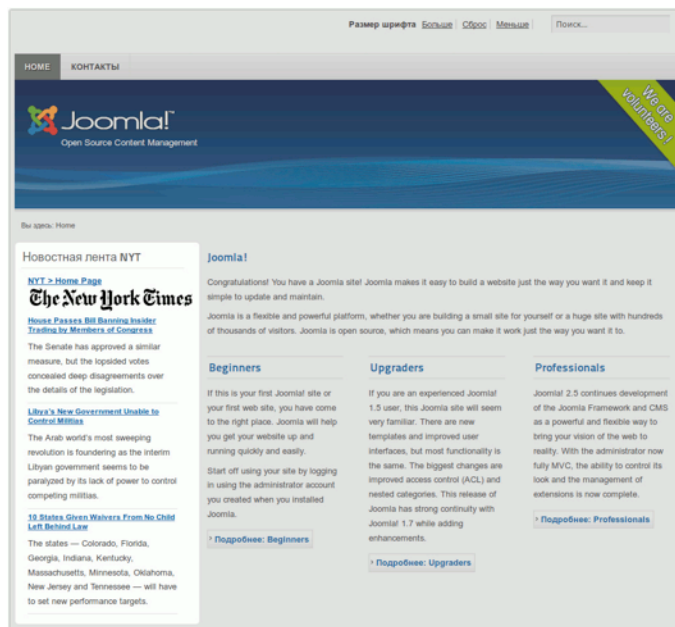 Размер шрифта Больше Сброс Меньше Поиск...
HOME КОНТАКТЫ
Joomla!™
Open Source Content Management
We are
volunteers!
Вы здесь: Home
Новостная лента NYT
NYT > Home Page
The New York Times
House Passes Bill Banning Insider
Trading by Members of Congress
The Senate has approved a similar
measure, but the lopsided votes
concealed deep disagreements over
the details of the legislation.
Libya's New Government Unable to
Control Militias
The Arab world's most sweeping
revolution is foundering as the interim
Libyan government seems to be
paralyzed by its lack of power to control
competing militias.
10 States Given Waivers From No Child
Left Behind Law
The states — Colorado, Florida,
Georgia, Indiana, Kentucky,
Massachusetts, Minnesota, Oklahoma,
New Jersey and Tennessee — will have
to set new performance targets.
Joomla!
Congratulations! You have a Joomla site! Joomla makes it easy to build a website just the way you want it and keep it
simple to update and maintain.
Joomla is a flexible and powerful platform, whether you are building a small site for yourself or a huge site with hundreds
of thousands of visitors. Joomla is open source, which means you can make it work just the way you want it to.
Beginners
If this is your first Joomla! site or
your first web site, you have come
to the right place. Joomla will help
you get your website up and
running quickly and easily.
Start off using your site by logging
in using the administrator account
you created when you installed
Joomla.
Подробнее: Beginners
Upgraders
If you are an experienced Joomla!
1.5 user, this Joomla site will seem
very familiar. There are new
templates and improved user
interfaces, but most functionality is
the same. The biggest changes are
improved access control (ACL) and
nested categories. This release of
Joomla has strong continuity with
Joomla! 1.7 while adding
enhancements.
Подробнее: Upgraders
Professionals
Joomla! 2.5 continues development
of the Joomla Framework and CMS
as a powerful and flexible way to
bring your vision of the web to
reality. With the administrator now
fully MVC, the ability to control its
look and the management of
extensions is now complete.
Подробнее: Professionals